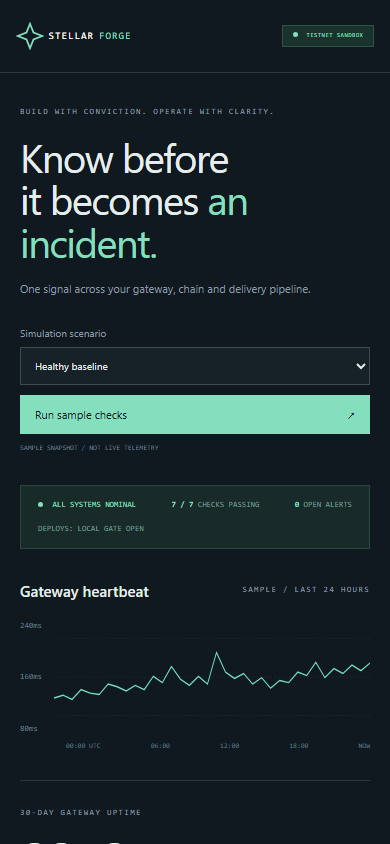 STELLAR FORGE
TESTNET SANDBOX
BUILD WITH CONVICTION. OPERATE WITH CLARITY.
Know before
it becomes an
incident.
One signal across your gateway, chain and delivery pipeline.
Simulation scenario
Healthy baseline
Run sample checks ↗
SAMPLE SNAPSHOT / NOT LIVE TELEMETRY
ALL SYSTEMS NOMINAL
7 / 7 CHECKS PASSING
0 OPEN ALERTS
DEPLOYS: LOCAL GATE OPEN
Gateway heartbeat
SAMPLE / LAST 24 HOURS
240ms
160ms
80ms
00:00 UTC 06:00 12:00 18:00 NOW
30-DAY GATEWAY UPTIME